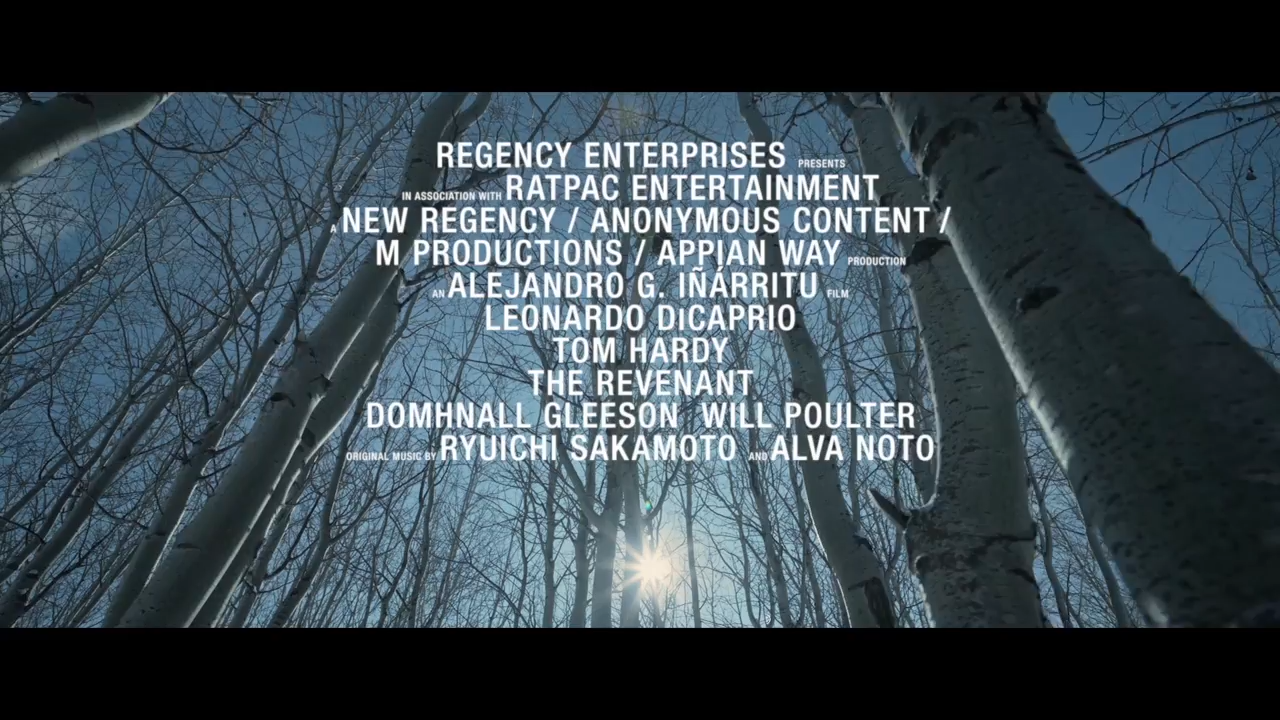 REGENCY ENTERPRISES PRESENTS
IN ASSOCIATION WITH RATPAC ENTERTAINMENT
A NEW REGENCY / ANONYMOUS CONTENT /
M PRODUCTIONS / APPIAN WAY PRODUCTION
AN ALEJANDRO G. IÑÁRRITU FILM
LEONARDO DiCAPRIO
TOM HARDY
THE REVENANT
DOMHNALL GLEESON WILL POULTER
ORIGINAL MUSIC BY RYUICHI SAKAMOTO AND ALVA NOTO